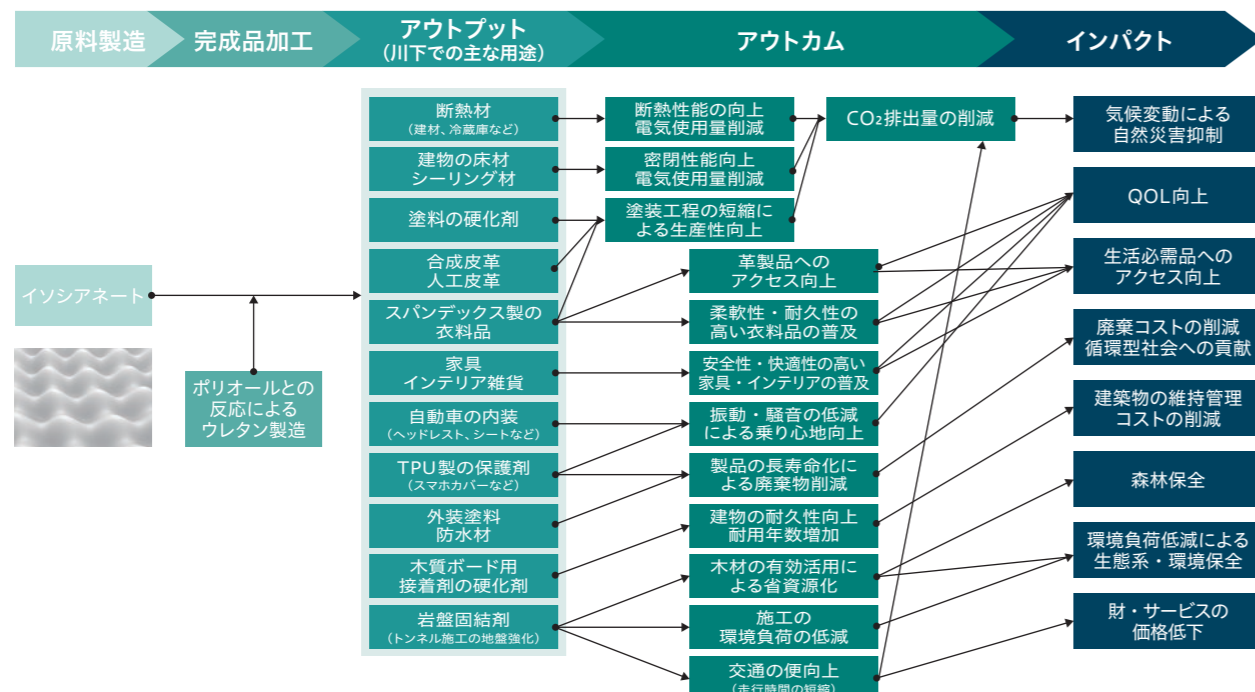 原料製造
完成品加工
アウトプット
(川下での主な用途)
アウトカム
インパクト
イソシアネート
ポリオールとの
反応による
ウレタン製造
断熱材
(建材、冷蔵庫など)
建物の床材
シーリング材
塗料の硬化剤
合成皮革
人工皮革
スパンデックス製の
衣料品
家具
インテリア雑貨
自動車の内装
(ヘッドレスト、シートなど)
TPU製の保護剤
(スマホカバーなど)
外装塗料
防水材
木質ボード用
接着剤の硬化剤
岩盤固結剤
(トンネル施工の地盤強化)
断熱性能の向上
電気使用量削減
密閉性能向上
電気使用量削減
塗装工程の短縮に
よる生産性向上
CO₂排出量の削減
革製品への
アクセス向上
柔軟性・耐久性の
高い衣料品の普及
安全性・快適性の高い
家具・インテリアの普及
振動・騒音の低減
による乗り心地向上
製品の長寿命化に
よる廃棄物削減
建物の耐久性向上
耐用年数増加
木材の有効活用に
よる省資源化
施工の
環境負荷の低減
交通の便向上
(走行時間の短縮)
気候変動による
自然災害抑制
QOL向上
生活必需品への
アクセス向上
廃棄コストの削減
循環型社会への貢献
建築物の維持管理
コストの削減
森林保全
環境負荷低減による
生態系・環境保全
財・サービスの
価格低下